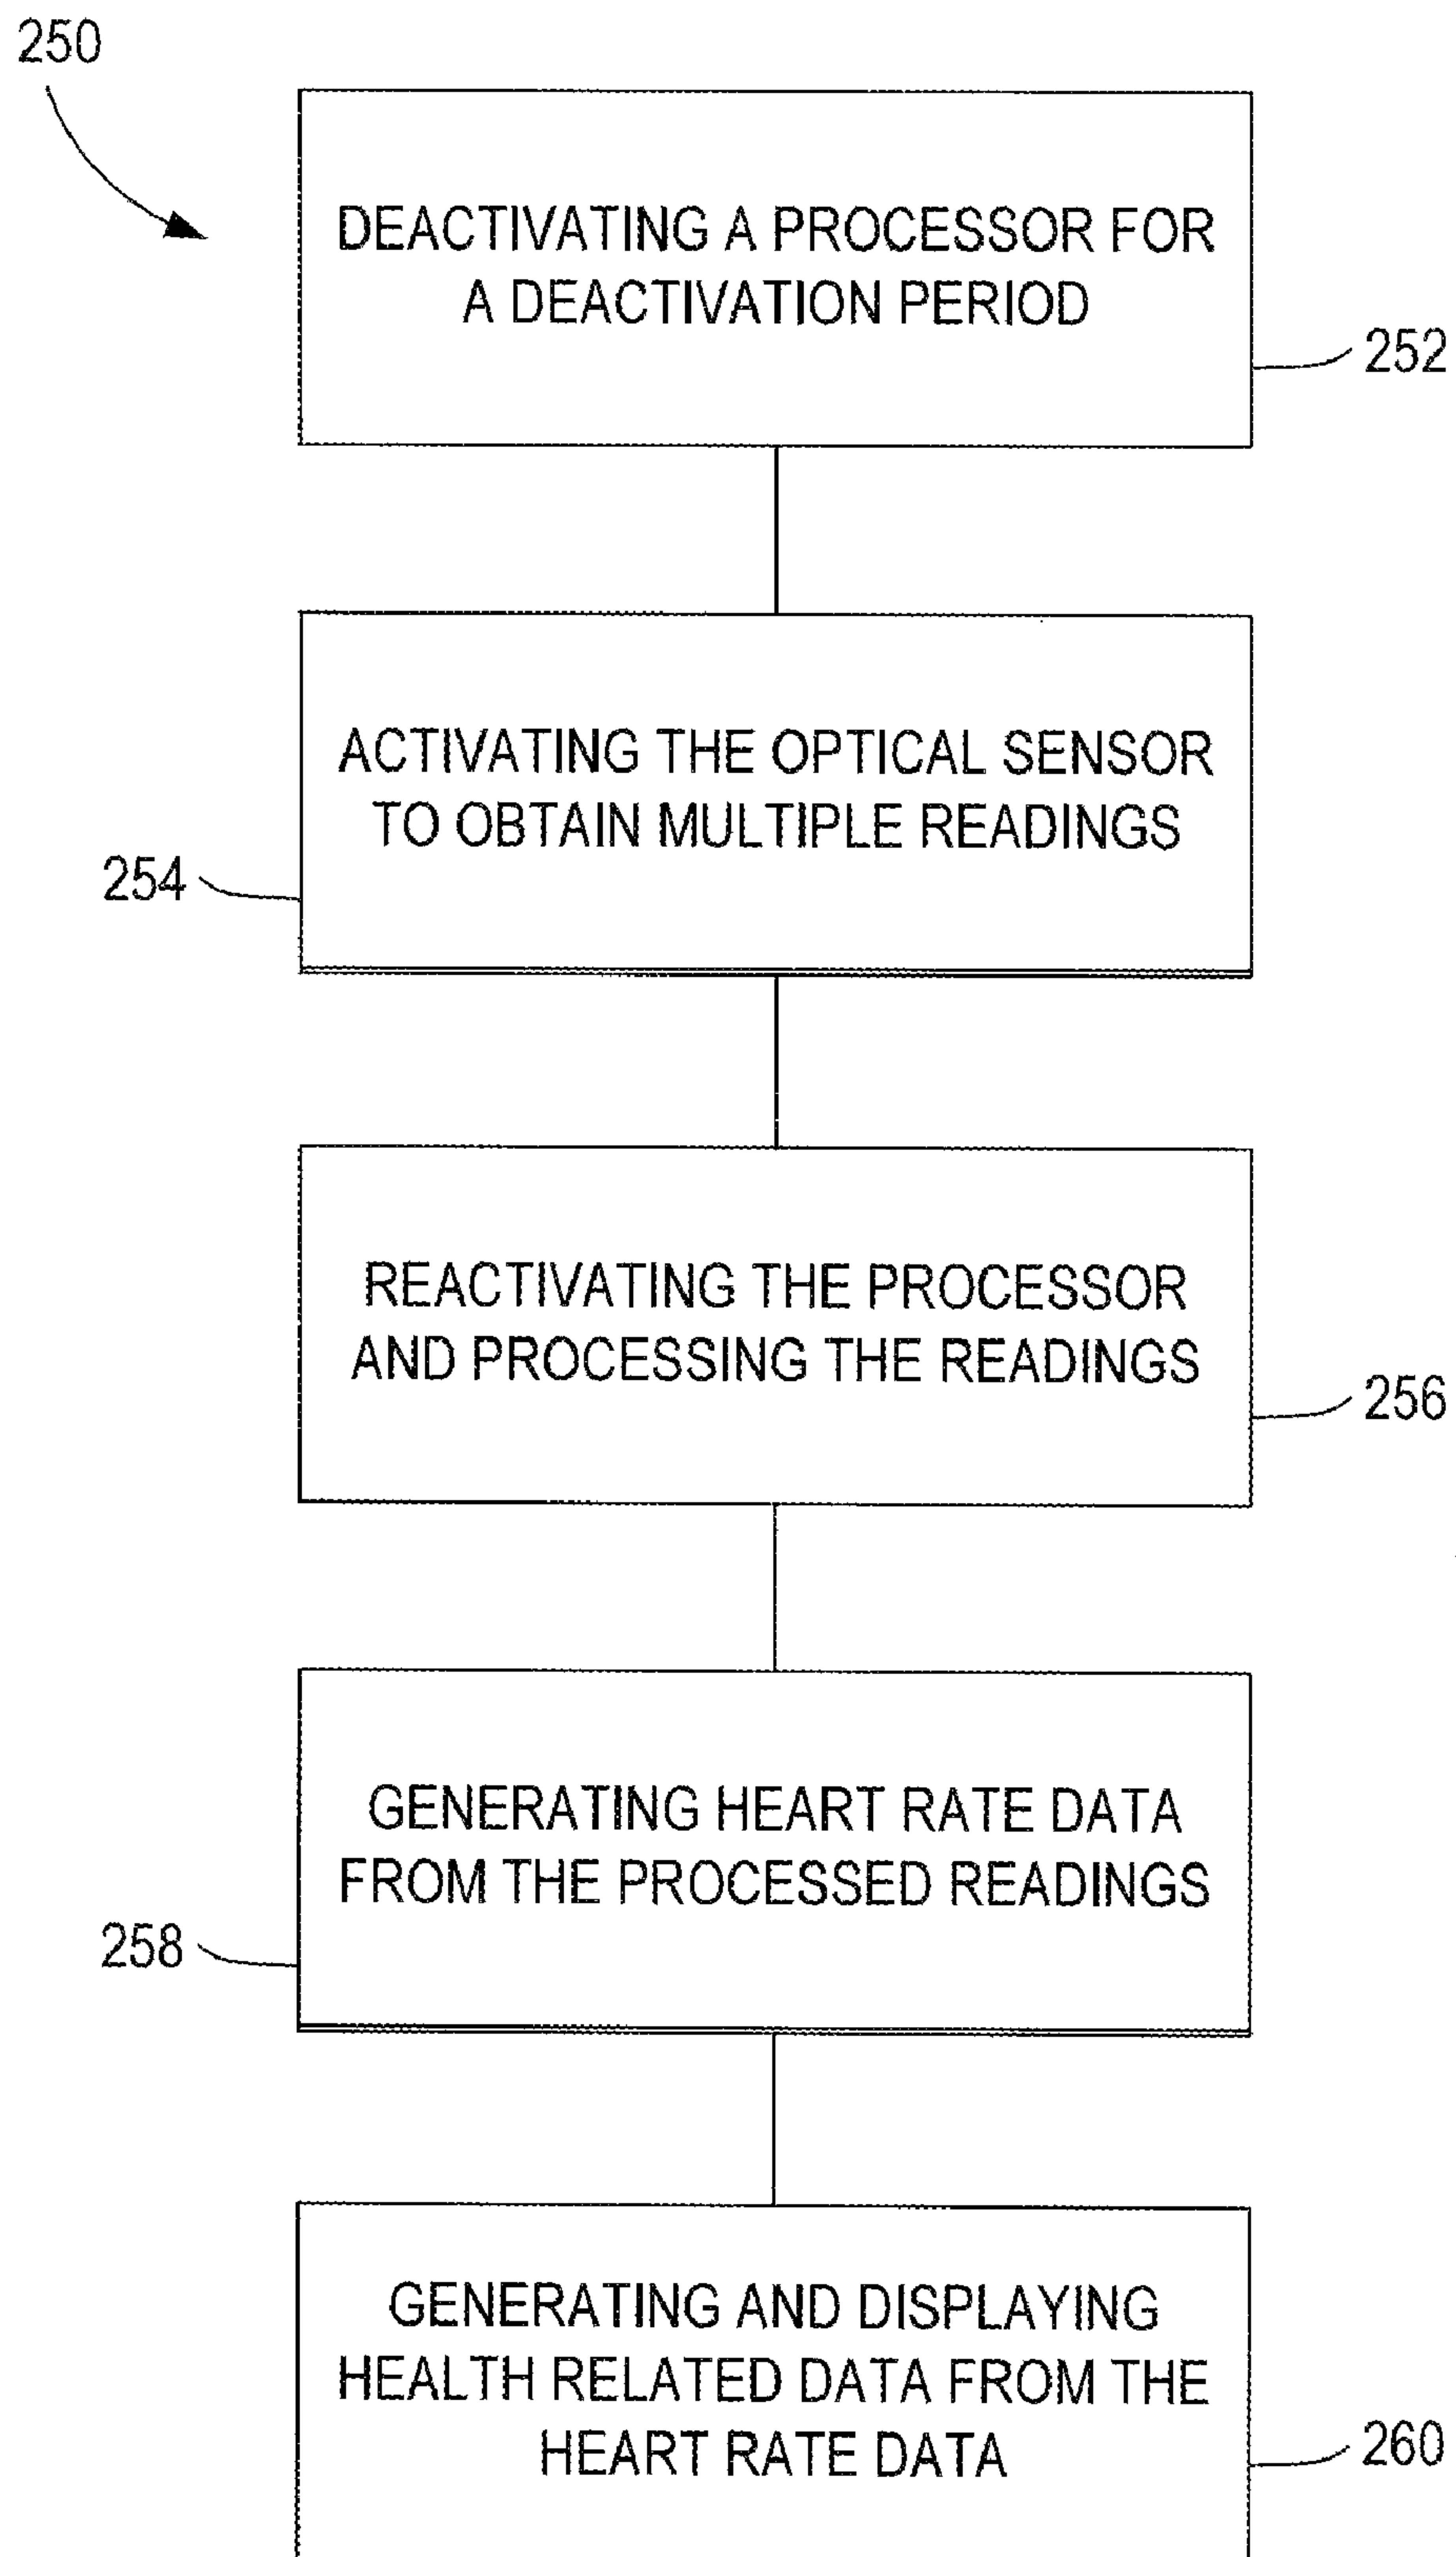 250
DEACTIVATING A PROCESSOR FOR
A DEACTIVATION PERIOD
252
ACTIVATING THE OPTICAL SENSOR
TO OBTAIN MULTIPLE READINGS
254
REACTIVATING THE PROCESSOR
AND PROCESSING THE READINGS
256
GENERATING HEART RATE DATA
FROM THE PROCESSED READINGS
258
GENERATING AND DISPLAYING
HEALTH RELATED DATA FROM THE
HEART RATE DATA
260